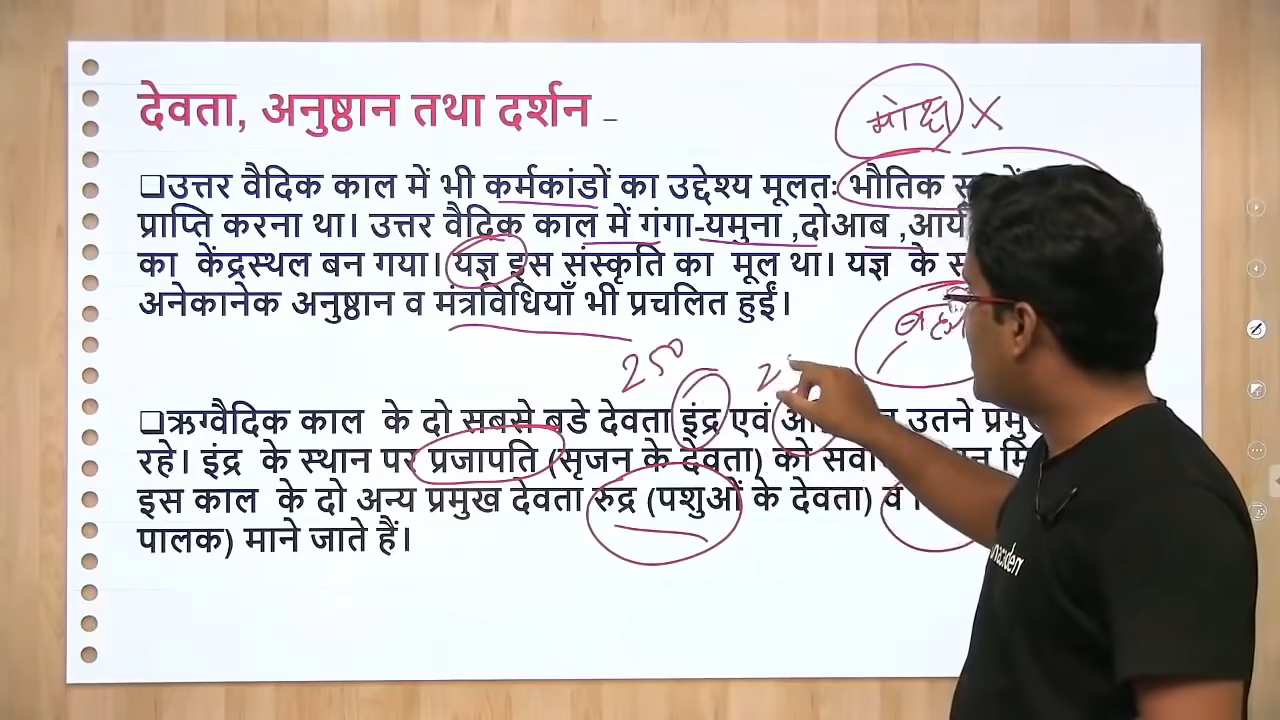 देवता, अनुष्ठान तथा दर्शन –
मोक्ष X
❑उत्तर वैदिक काल में भी कर्मकांडों का उद्देश्य मूलतः भौतिक
प्राप्ति करना था। उत्तर वैदिक काल में गंगा-यमुना ,दोआब ,
का केंद्रस्थल बन गया। यज्ञ इस संस्कृति का मूल था। यज्ञ के
अनेकानेक अनुष्ठान व मंत्रविधियाँ भी प्रचलित हुईं।
250
❑ऋग्वैदिक काल के दो सबसे बडे देवता इंद्र एवं उतने
रहे। इंद्र के स्थान पर प्रजापति (सृजन के देवता) को
इस काल के दो अन्य प्रमुख देवता रुद्र (पशुओं के देवता) व
पालक) माने जाते हैं।